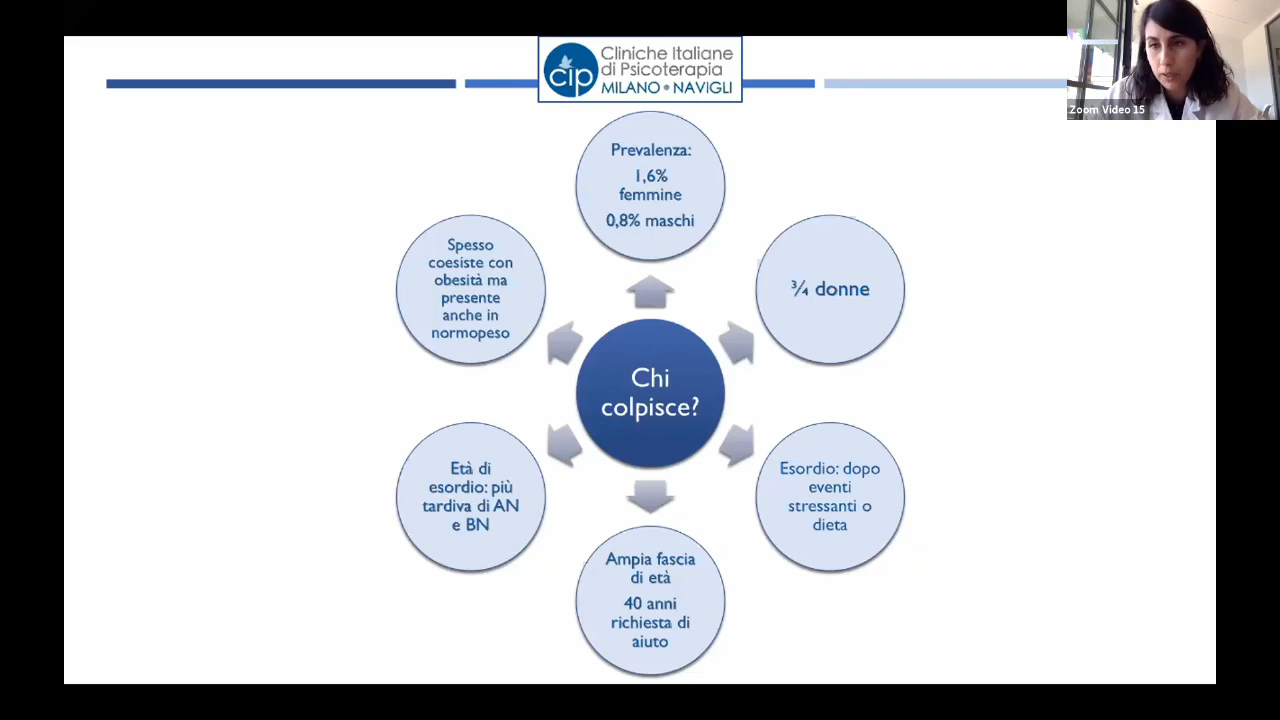 Cliniche Italiane
di Psicoterapia
cip
MILANO • NAVIGLI
Zoom Video 15
Prevalenza:
1,6%
femmine
0,8% maschi
¾ donne
Esordio: dopo
eventi
stressanti o
dieta
Ampia fascia
di età
40 anni
richiesta di
aiuto
Età di
esordio: più
tardiva di AN
e BN
Spesso
coesiste con
obesità ma
presente
anche in
normopeso
Chi
colpisce?